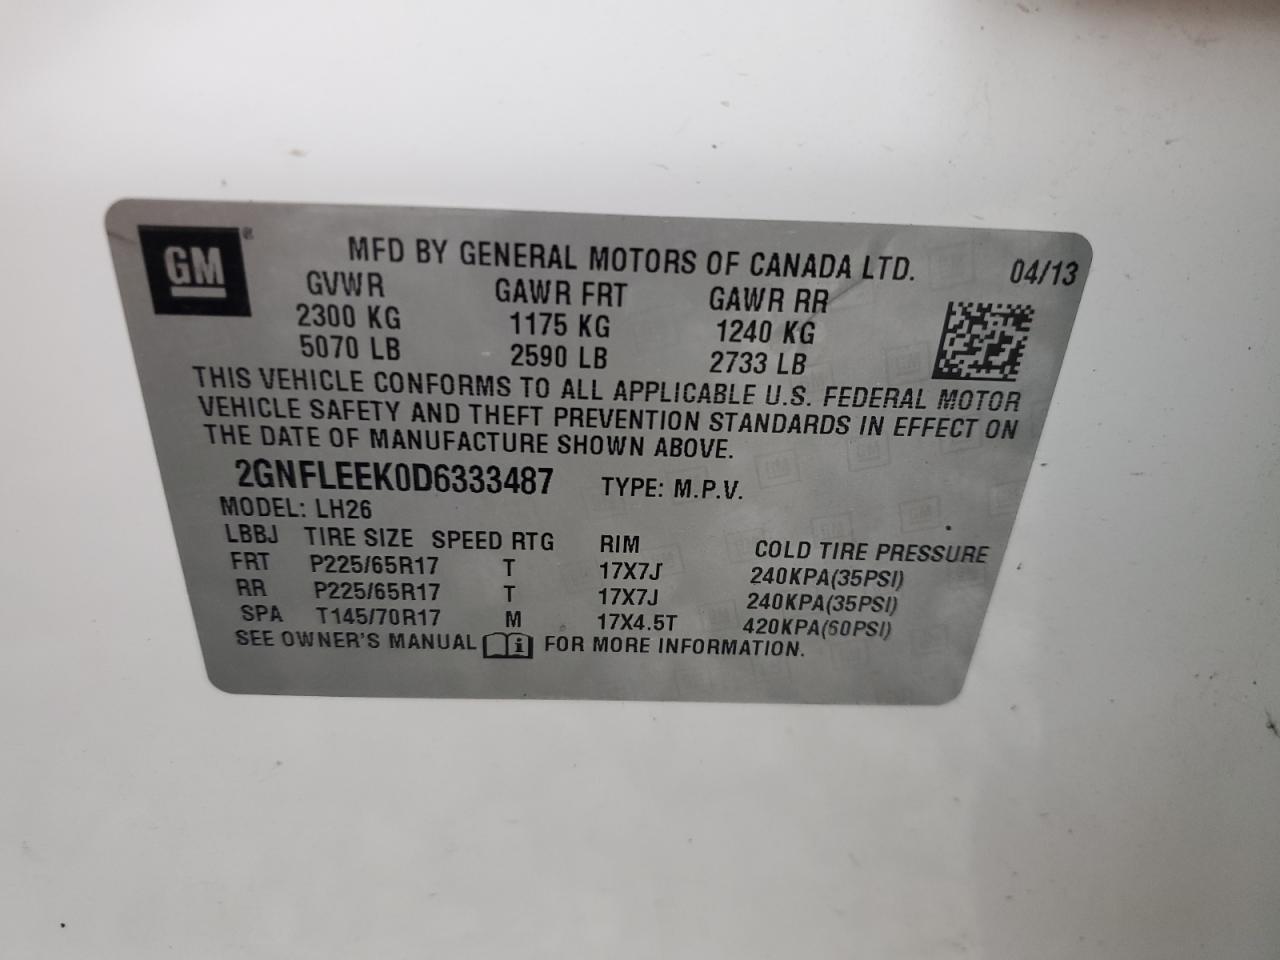 GM ®
MFD BY GENERAL MOTORS OF CANADA LTD. 04/13
GVWR GAWR FRT GAWR RR
2300 KG 1175 KG 1240 KG
5070 LB 2590 LB 2733 LB
THIS VEHICLE CONFORMS TO ALL APPLICABLE U.S. FEDERAL MOTOR
VEHICLE SAFETY AND THEFT PREVENTION STANDARDS IN EFFECT ON
THE DATE OF MANUFACTURE SHOWN ABOVE.
2GNFLEEK0D6333487 TYPE: M.P.V.
MODEL: LH26
LBBJ TIRE SIZE SPEED RTG RIM COLD TIRE PRESSURE
FRT P225/65R17 T 17X7J 240KPA(35PSI)
RR P225/65R17 T 17X7J 240KPA(35PSI)
SPA T145/70R17 M 17X4.5T 420KPA(60PSI)
SEE OWNER'S MANUAL i FOR MORE INFORMATION.